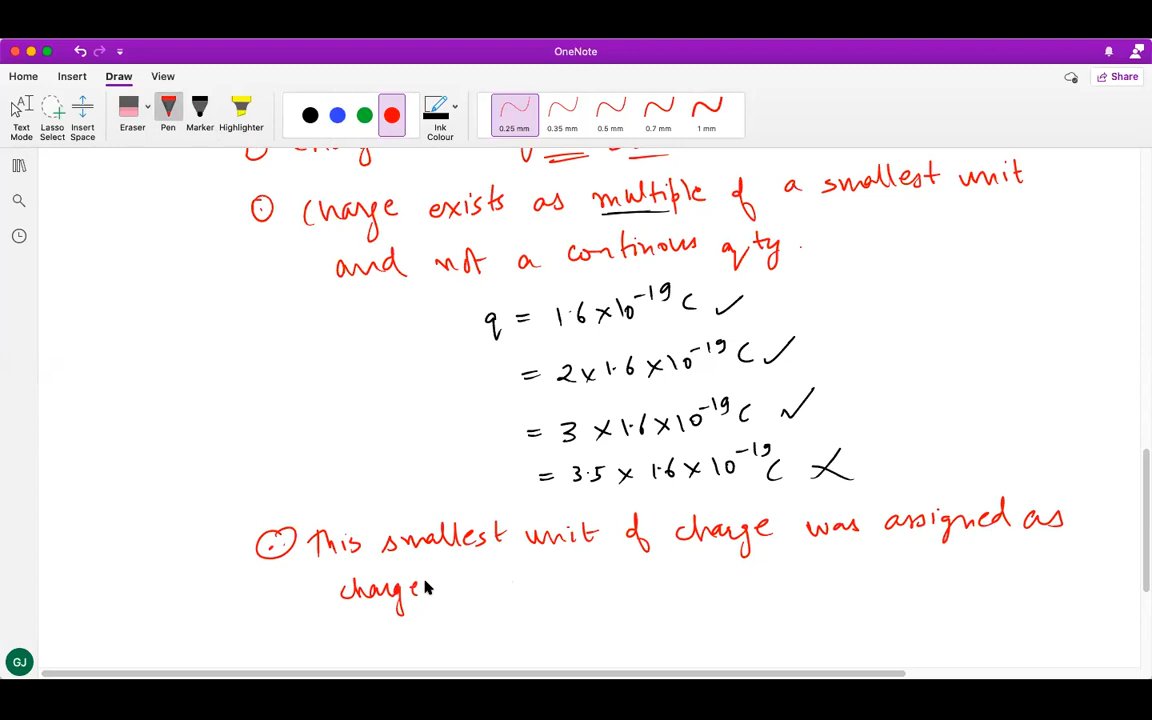 OneNote
Home Insert Draw View Share
Text Mode Lasso Select Insert Space Eraser Pen Marker Highlighter Ink Colour 0.25 mm 0.35 mm 0.5 mm 0.7 mm 1 mm
charge exists as multiple of a smallest unit
and not a continous qty.
q = 1.6×10⁻¹⁹ C ✓
= 2×1.6×10⁻¹⁹ C ✓
= 3×1.6×10⁻¹⁹ C ✓
= 3.5×1.6×10⁻¹⁹ C ✗
This smallest unit of charge was assigned as
charge
GJ